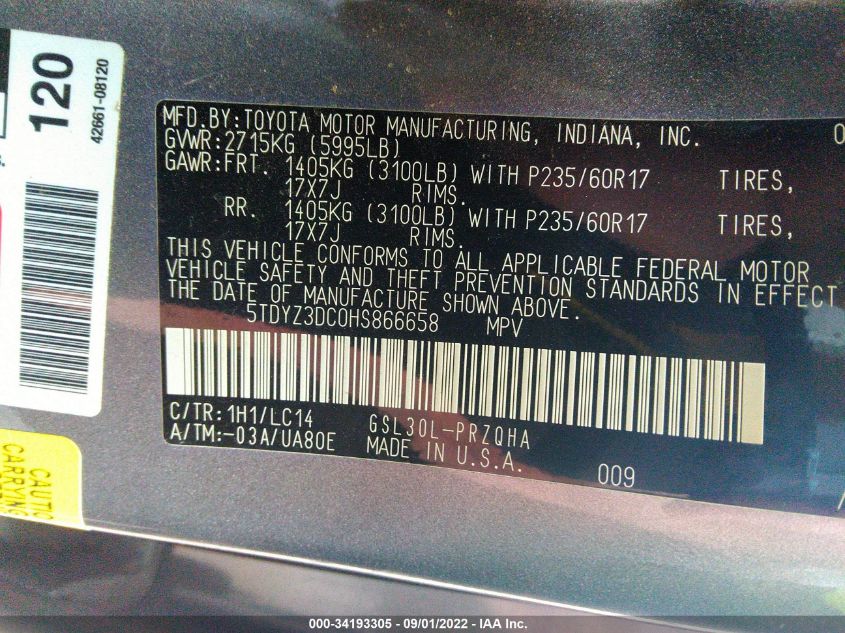 120
42661-08120
MFD.BY:TOYOTA MOTOR MANUFACTURING, INDIANA, INC.
GVWR:2715KG (5995LB)
GAWR:FRT. 1405KG (3100LB) WITH P235/60R17 TIRES,
17X7J RIMS.
RR. 1405KG (3100LB) WITH P235/60R17 TIRES,
17X7J RIMS.
THIS VEHICLE CONFORMS TO ALL APPLICABLE FEDERAL MOTOR
VEHICLE SAFETY AND THEFT PREVENTION STANDARDS IN EFFECT
THE DATE OF MANUFACTURE SHOWN ABOVE.
5TDYZ3DC0HS866658 MPV
C/TR:1H1/LC14 GSL30L-PRZQHA
A/TM:-03A/UA80E MADE IN U.S.A.
009
CARRYING
000-34193305 - 09/01/2022 - IAA Inc.